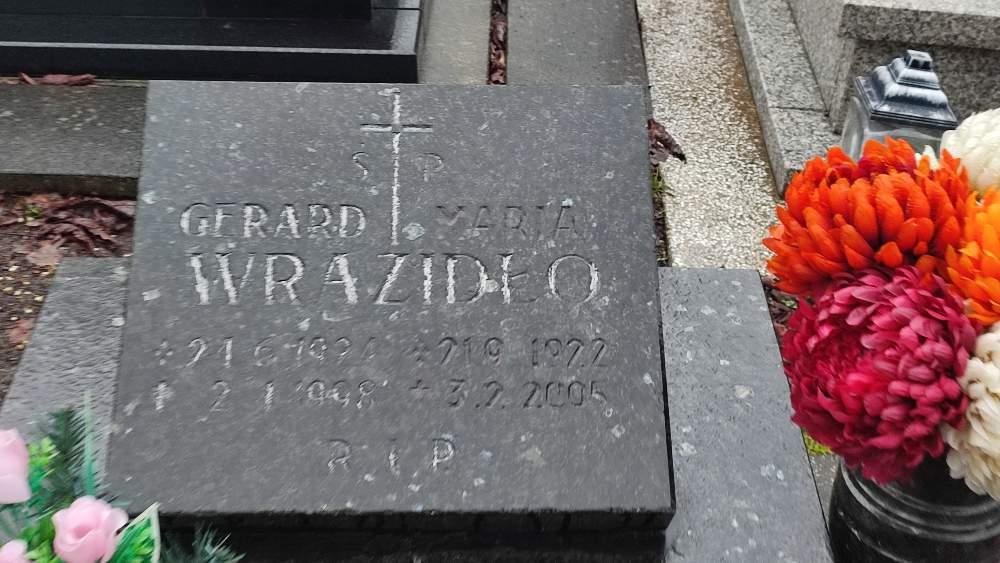 Ś P
GERARD MARIA
WRAZIDŁO
* 21 6 1924 * 21 9 1922
† 2 1 1998 † 3.2.2005
R I P